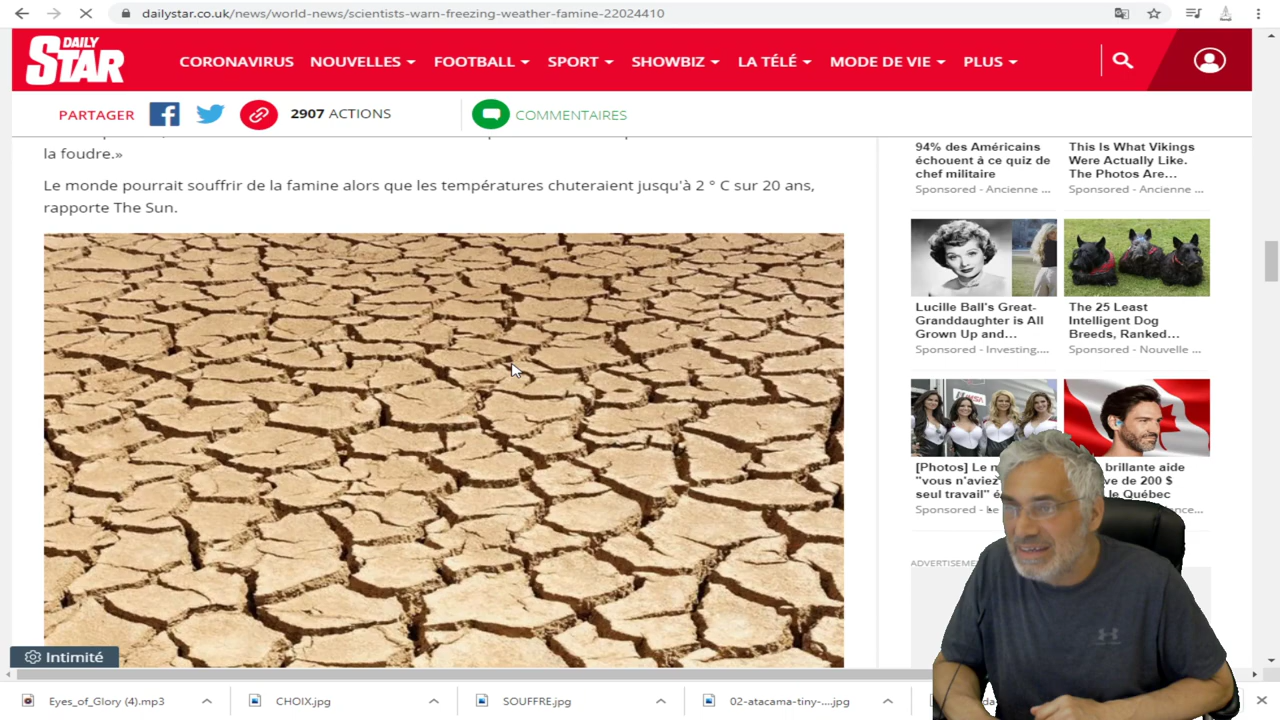 dailystar.co.uk/news/world-news/scientists-warn-freezing-weather-famine-22024410
DAILY
STAR
CORONAVIRUS NOUVELLES FOOTBALL SPORT SHOWBIZ LA TÉLÉ MODE DE VIE PLUS
PARTAGER 2907 ACTIONS COMMENTAIRES
la foudre.»
Le monde pourrait souffrir de la famine alors que les températures chuteraient jusqu'à 2 ° C sur 20 ans,
rapporte The Sun.
94% des Américains
échouent à ce quiz de
chef militaire
Sponsored - Ancienne ...
This Is What Vikings
Were Actually Like.
The Photos Are...
Sponsored - Ancienne ...
Lucille Ball's Great-
Granddaughter is All
Grown Up and...
Sponsored - Investing....
The 25 Least
Intelligent Dog
Breeds, Ranked...
Sponsored - Nouvelle ...
[Photos] Le
"vous n'aviez
seul travail"
Sponsored - Le
brillante aide
ve de 200 $
le Québec
ADVERTISEME
Intimité
Eyes_of_Glory (4).mp3
CHOIX.jpg
SOUFFRE.jpg
02-atacama-tiny-....jpg